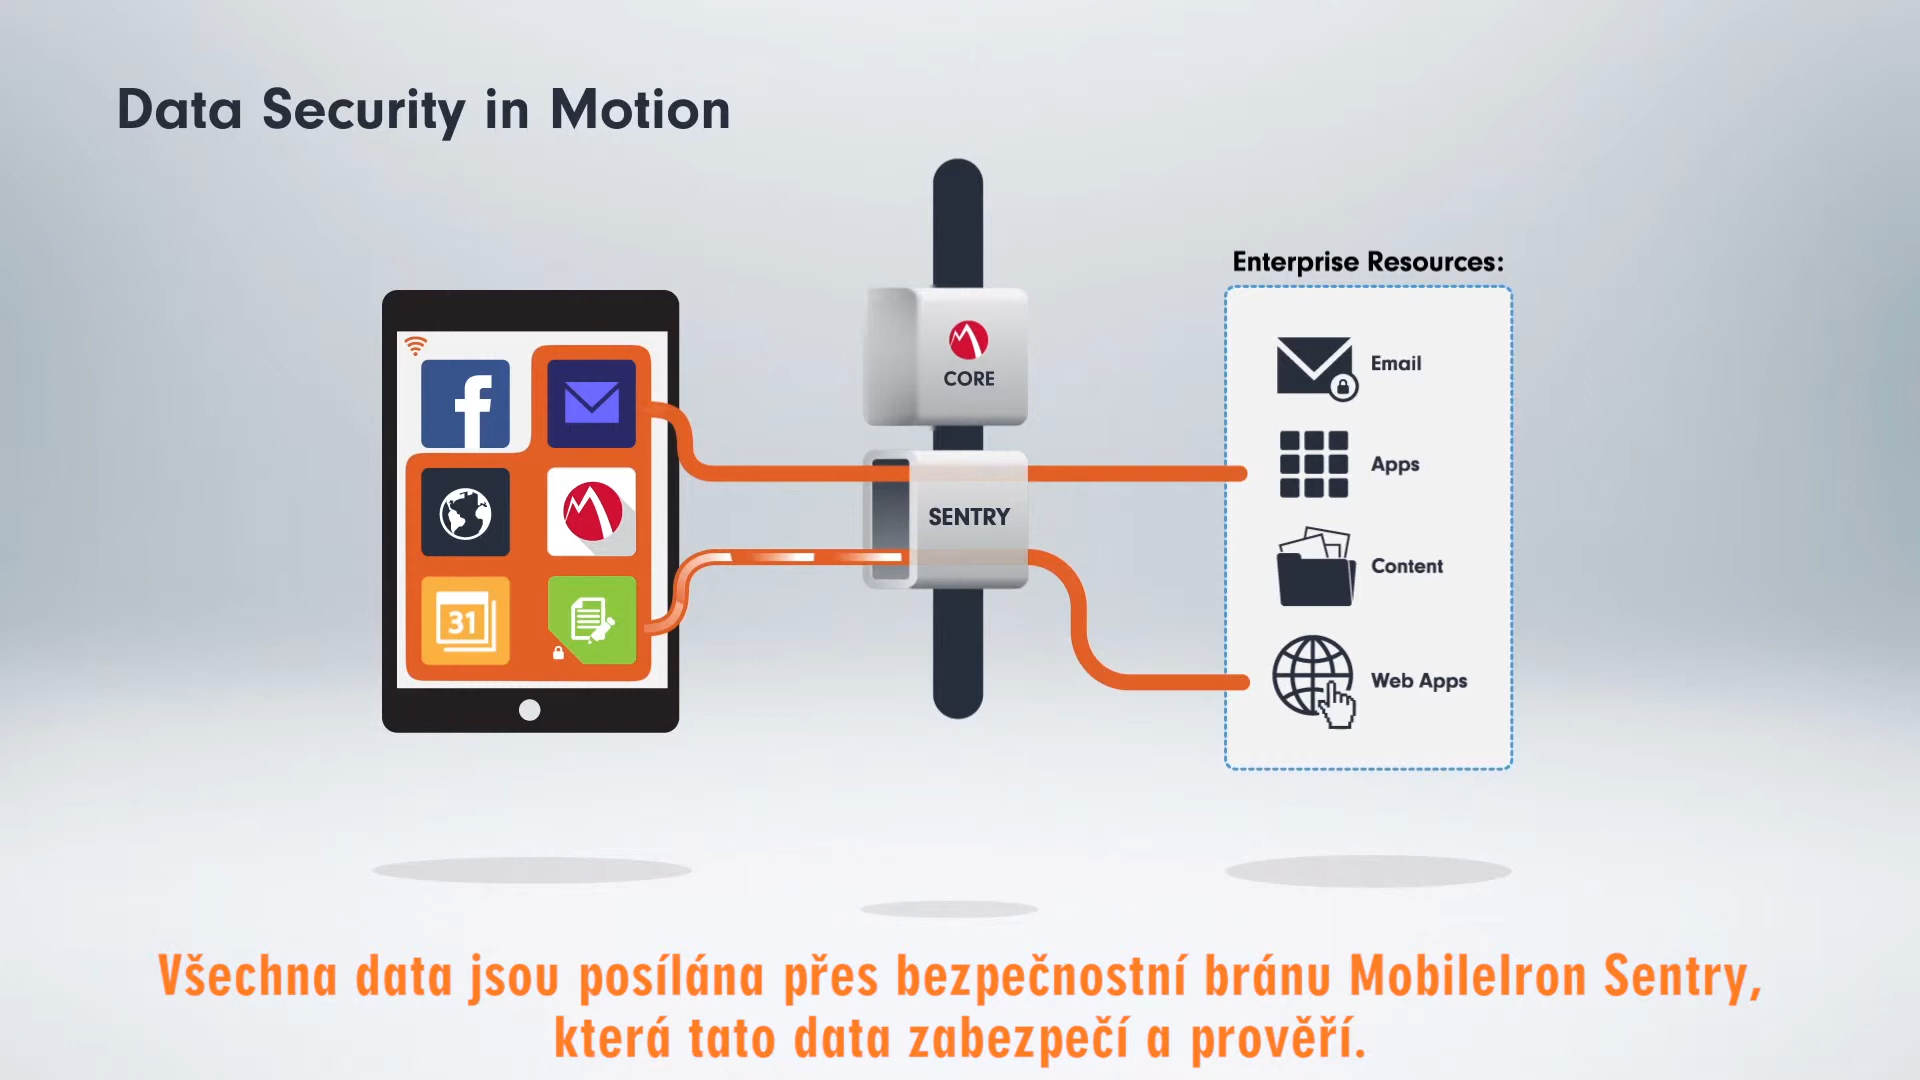 Data Security in Motion
Enterprise Resources:
CORE
Email
Apps
SENTRY
Content
31
Web Apps
Všechna data jsou posílána přes bezpečnostní bránu MobileIron Sentry,
která tato data zabezpečí a prověří.